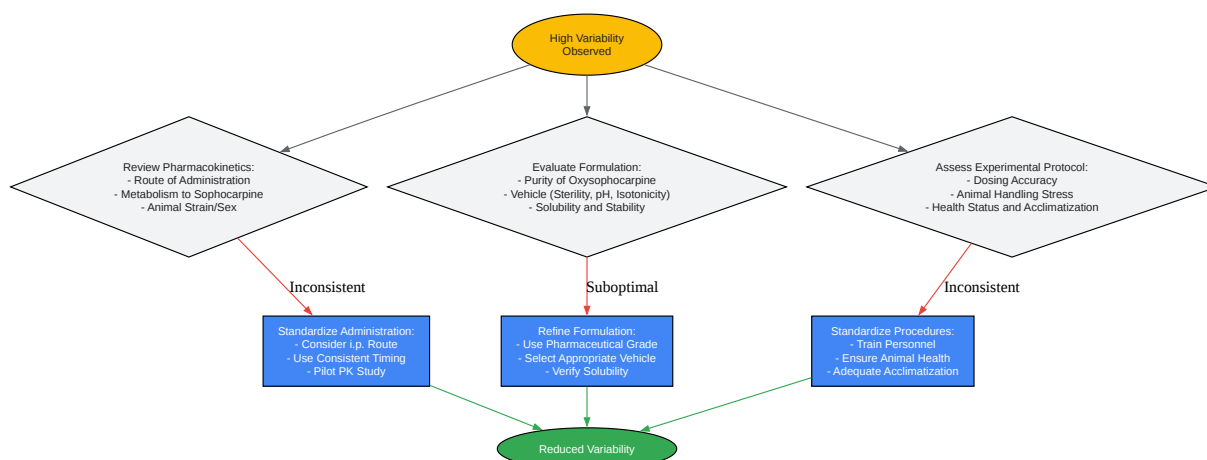 High Variability
Observed
Review Pharmacokinetics:
- Route of Administration
- Metabolism to Sophocarpine
- Animal Strain/Sex
Evaluate Formulation:
- Purity of Oxysophocarpine
- Vehicle (Sterility, pH, Isotonicity)
- Solubility and Stability
Assess Experimental Protocol:
- Dosing Accuracy
- Animal Handling Stress
- Health Status and Acclimatization
Inconsistent
Suboptimal
Inconsistent
Standardize Administration:
- Consider i.p. Route
- Use Consistent Timing
- Pilot PK Study
Refine Formulation:
- Use Pharmaceutical Grade
- Select Appropriate Vehicle
- Verify Solubility
Standardize Procedures:
- Train Personnel
- Ensure Animal Health
- Adequate Acclimatization
Reduced Variability